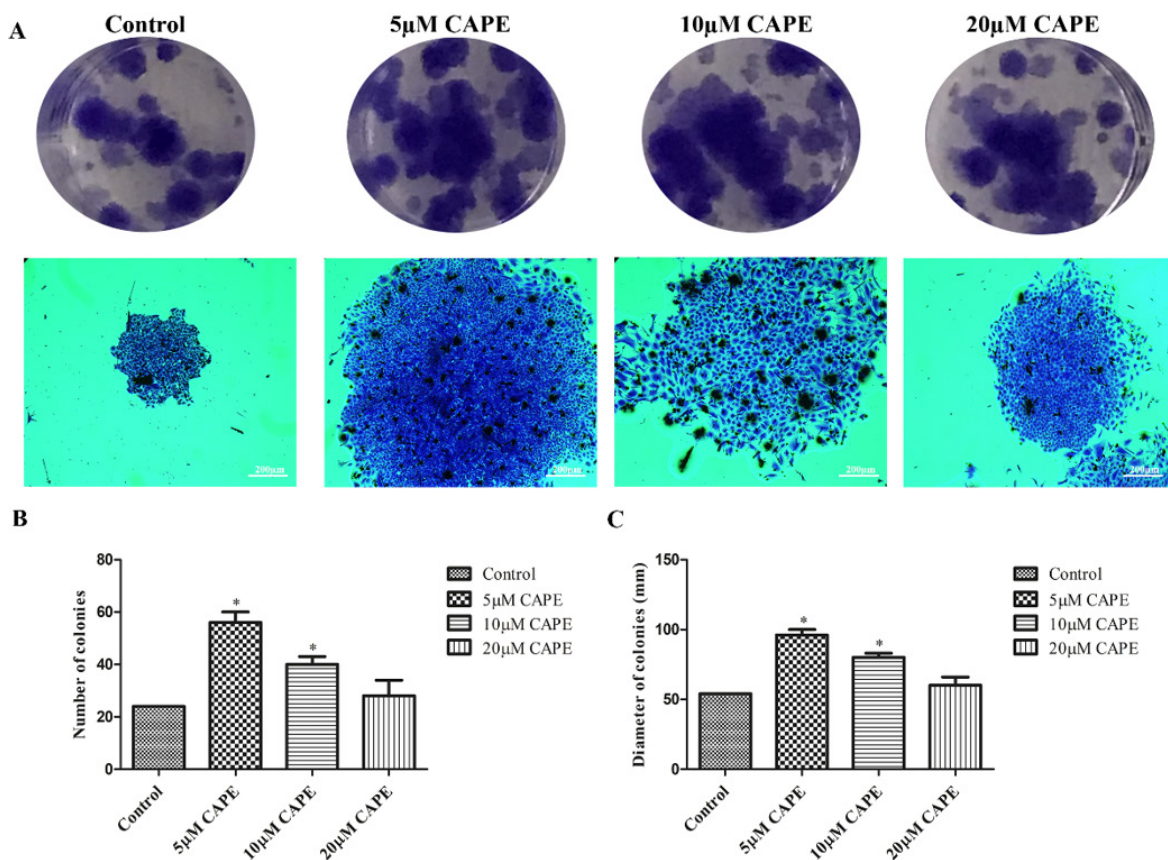 A
Control
5µM CAPE
10µM CAPE
20µM CAPE
200µm
200µm
200µm
200µm
B
Number of colonies
80
60
40
20
0
Control
5µM CAPE
10µM CAPE
20µM CAPE
*
*
Control
5µM CAPE
10µM CAPE
20µM CAPE
C
Diameter of colonies (mm)
150
100
50
0
Control
5µM CAPE
10µM CAPE
20µM CAPE
*
*
Control
5µM CAPE
10µM CAPE
20µM CAPE